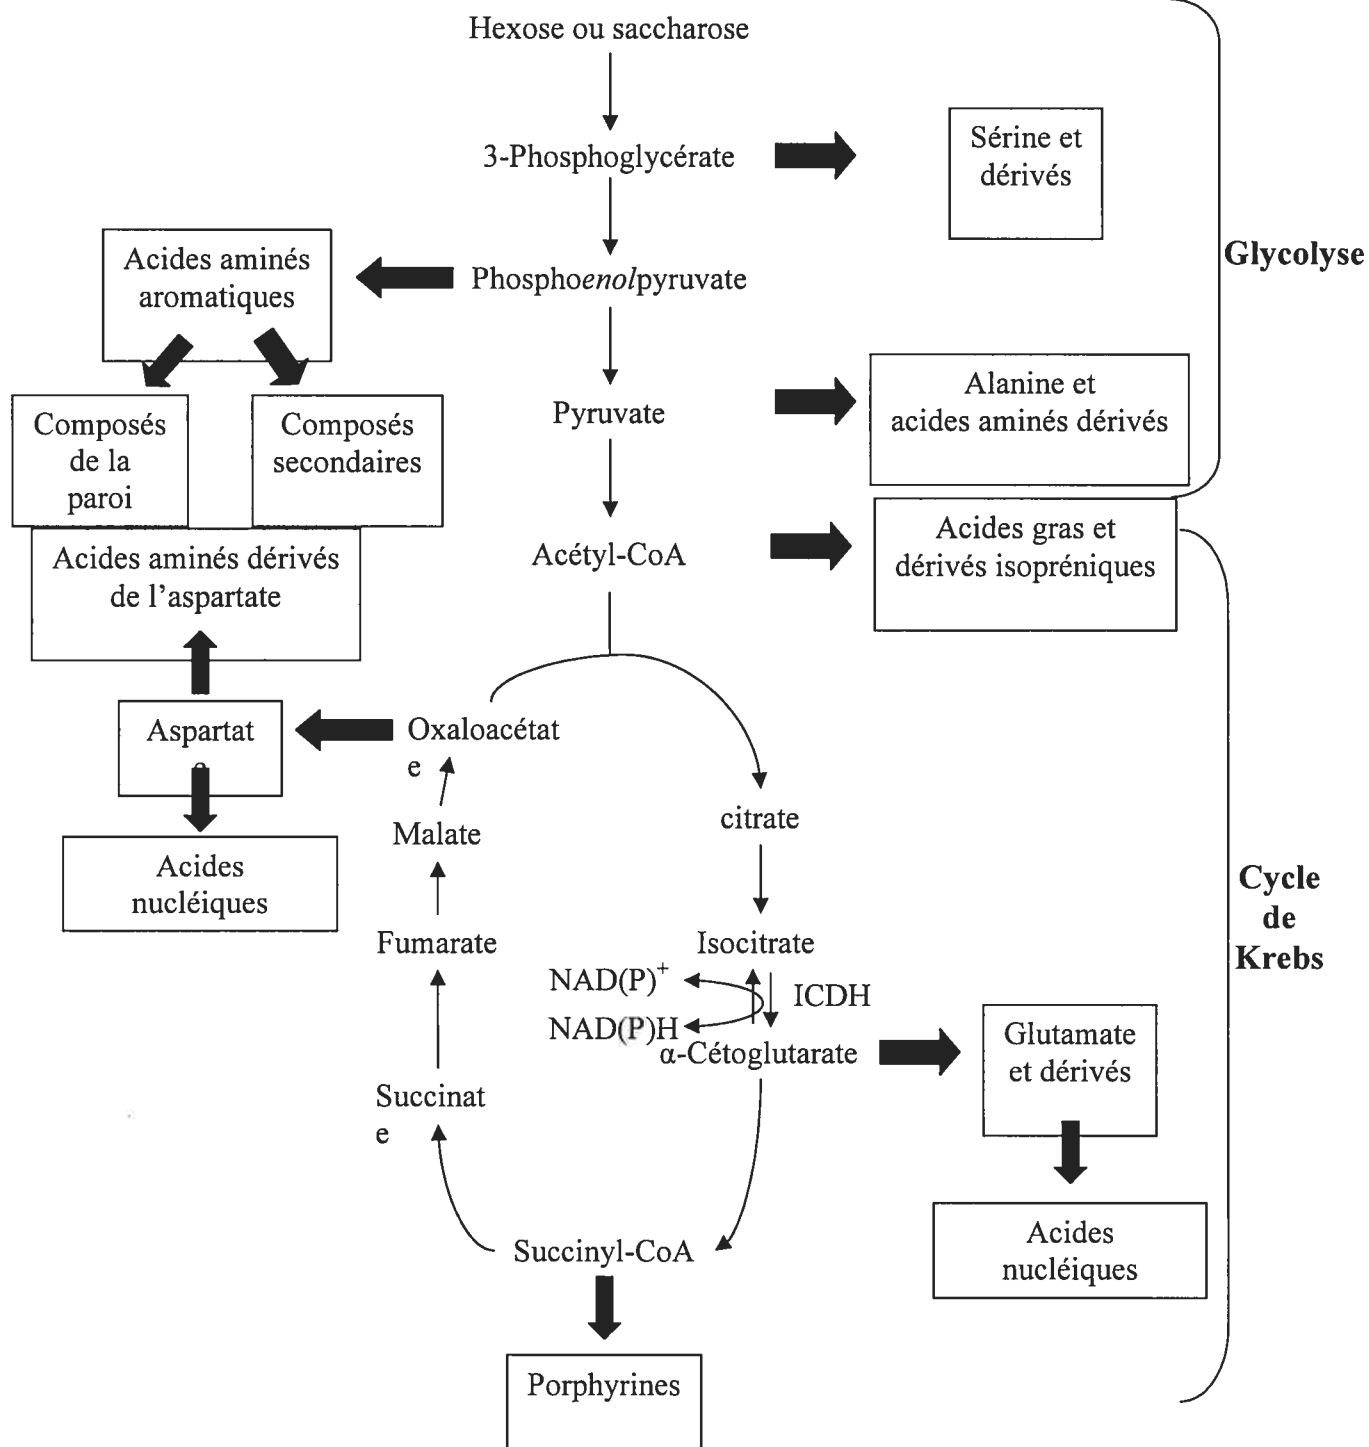 Hexose ou saccharose
3-Phosphoglycérate
Sérine et
dérivés
Glycolyse
Acides aminés
aromatiques
Phosphoenolpyruvate
Composés
de la
paroi
Composés
secondaires
Pyruvate
Alanine et
acides aminés dérivés
Acides aminés dérivés
de l'aspartate
Acétyl-CoA
Acides gras et
dérivés isopréniques
Aspartat
e
Oxaloacétat
e
Acides
nucléiques
Malate
citrate
Cycle
de
Krebs
Fumarate
Isocitrate
NAD(P)+
ICDH
NAD(P)H
α-Cétoglutarate
Glutamate
et dérivés
Succinat
e
Acides
nucléiques
Succinyl-CoA
Porphyrines